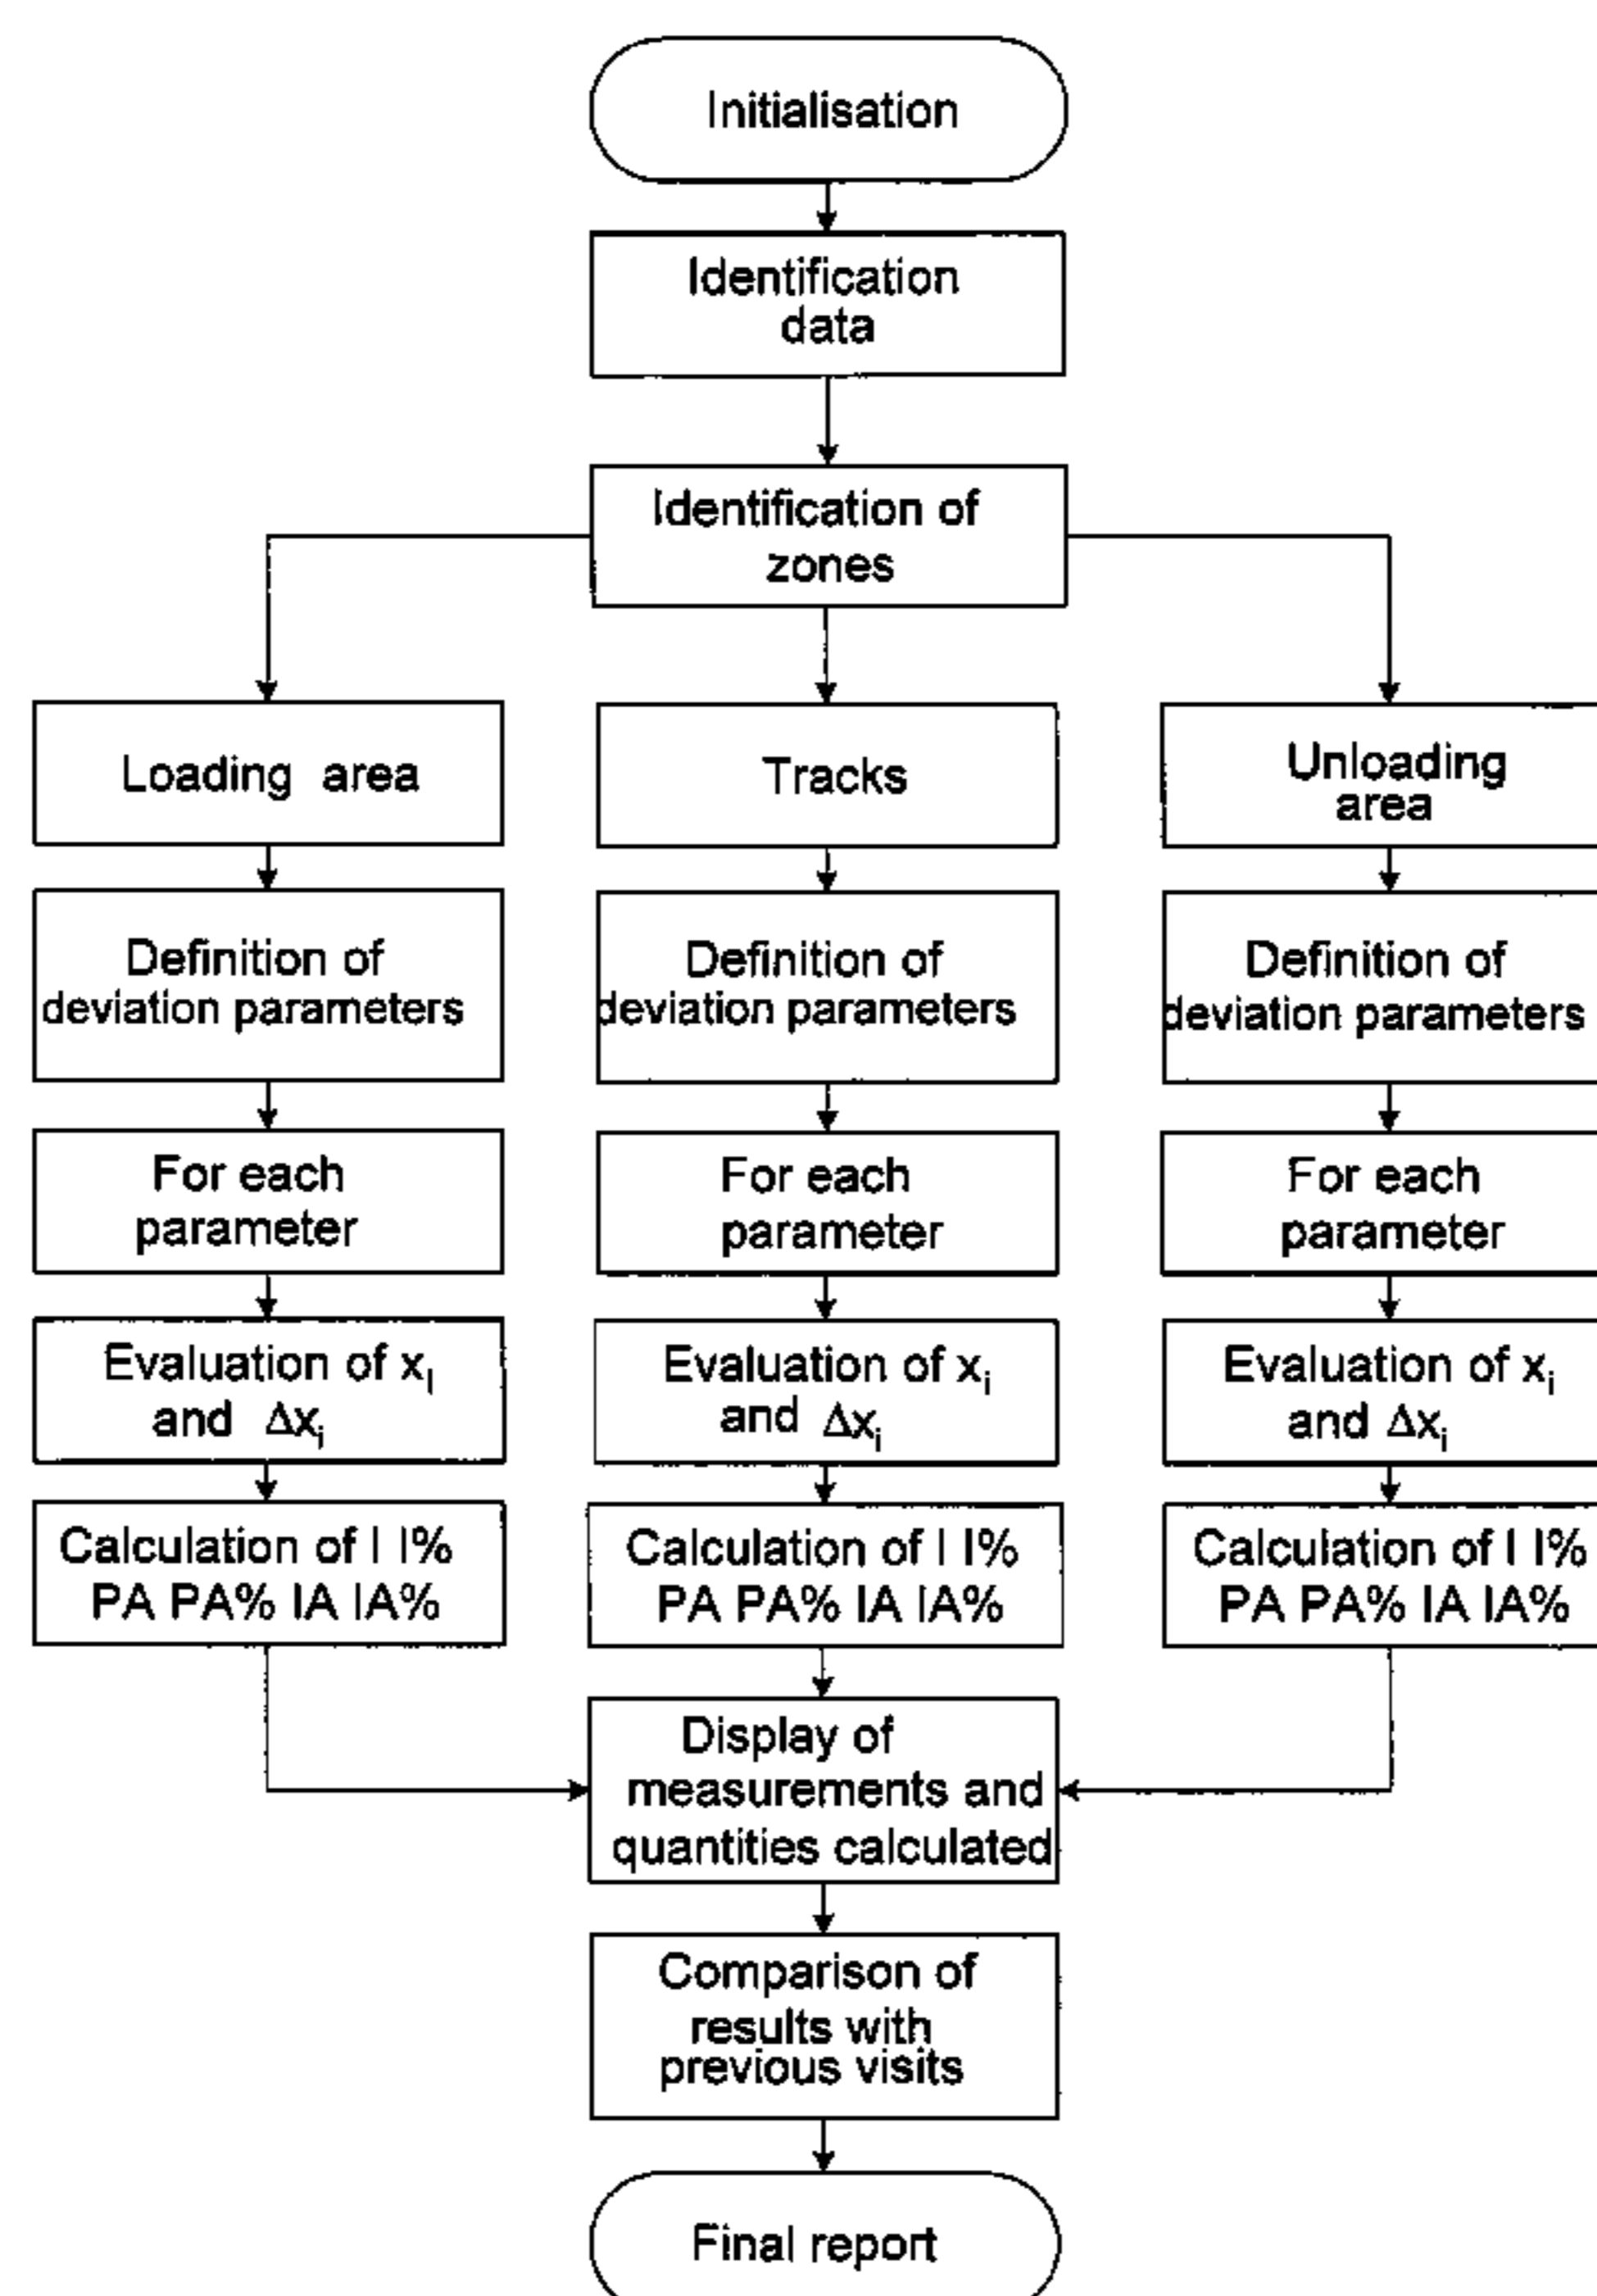 Initialisation
Identification
data
Identification of
zones
Loading area
Tracks
Unloading
area
Definition of
deviation parameters
Definition of
deviation parameters
Definition of
deviation parameters
For each
parameter
For each
parameter
For each
parameter
Evaluation of xi
and Δxi
Evaluation of xi
and Δxi
Evaluation of xi
and Δxi
Calculation of I I%
PA PA% IA IA%
Calculation of I I%
PA PA% IA IA%
Calculation of I I%
PA PA% IA IA%
Display of
measurements and
quantities calculated
Comparison of
results with
previous visits
Final report